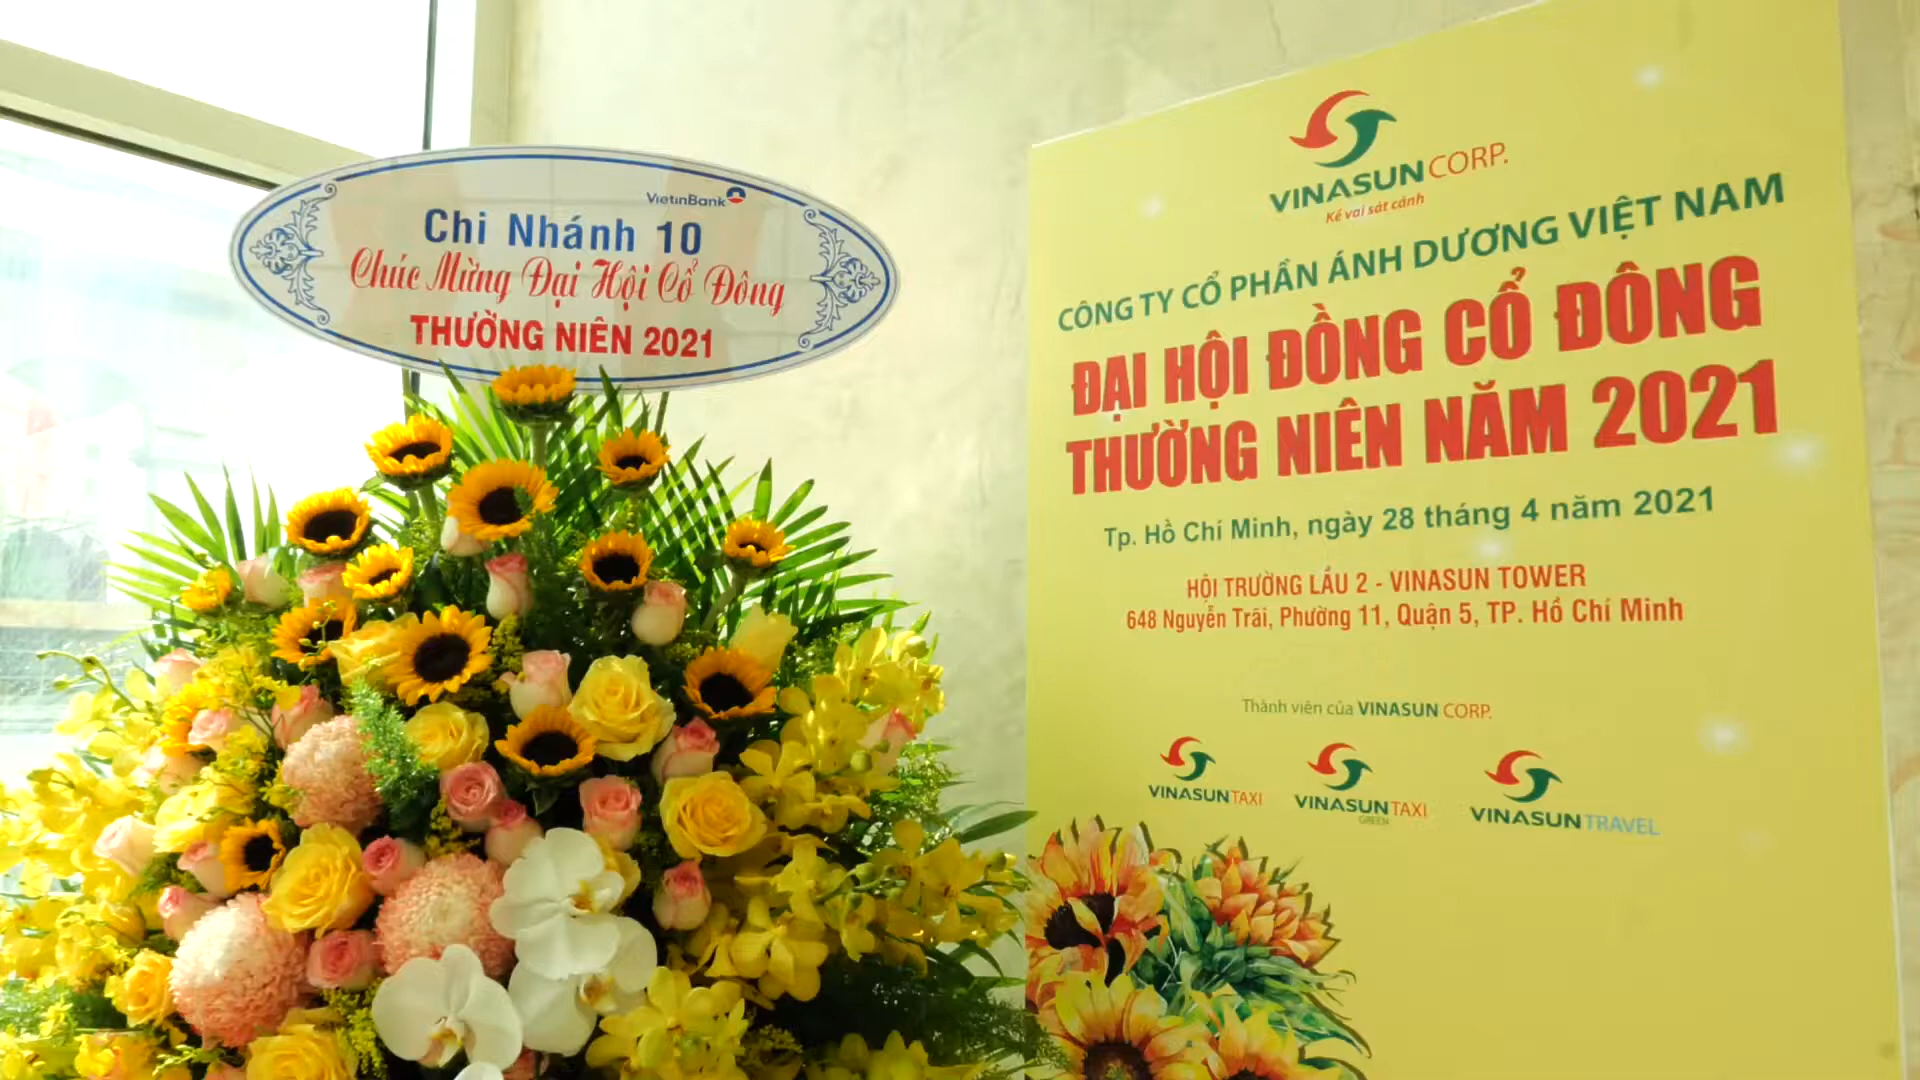 VietinBank
Chi Nhánh 10
Chúc Mừng Đại Hội Cổ Đông
THƯỜNG NIÊN 2021
VINASUN CORP.
Kề vai sát cánh
CÔNG TY CỔ PHẦN ÁNH DƯƠNG VIỆT NAM
ĐẠI HỘI ĐỒNG CỔ ĐÔNG
THƯỜNG NIÊN NĂM 2021
Tp. Hồ Chí Minh, ngày 28 tháng 4 năm 2021
HỘI TRƯỜNG LẦU 2 - VINASUN TOWER
648 Nguyễn Trãi, Phường 11, Quận 5, TP. Hồ Chí Minh
Thành viên của VINASUN CORP.
VINASUN TAXI
VINASUN TAXI
GREEN
VINASUN TRAVEL